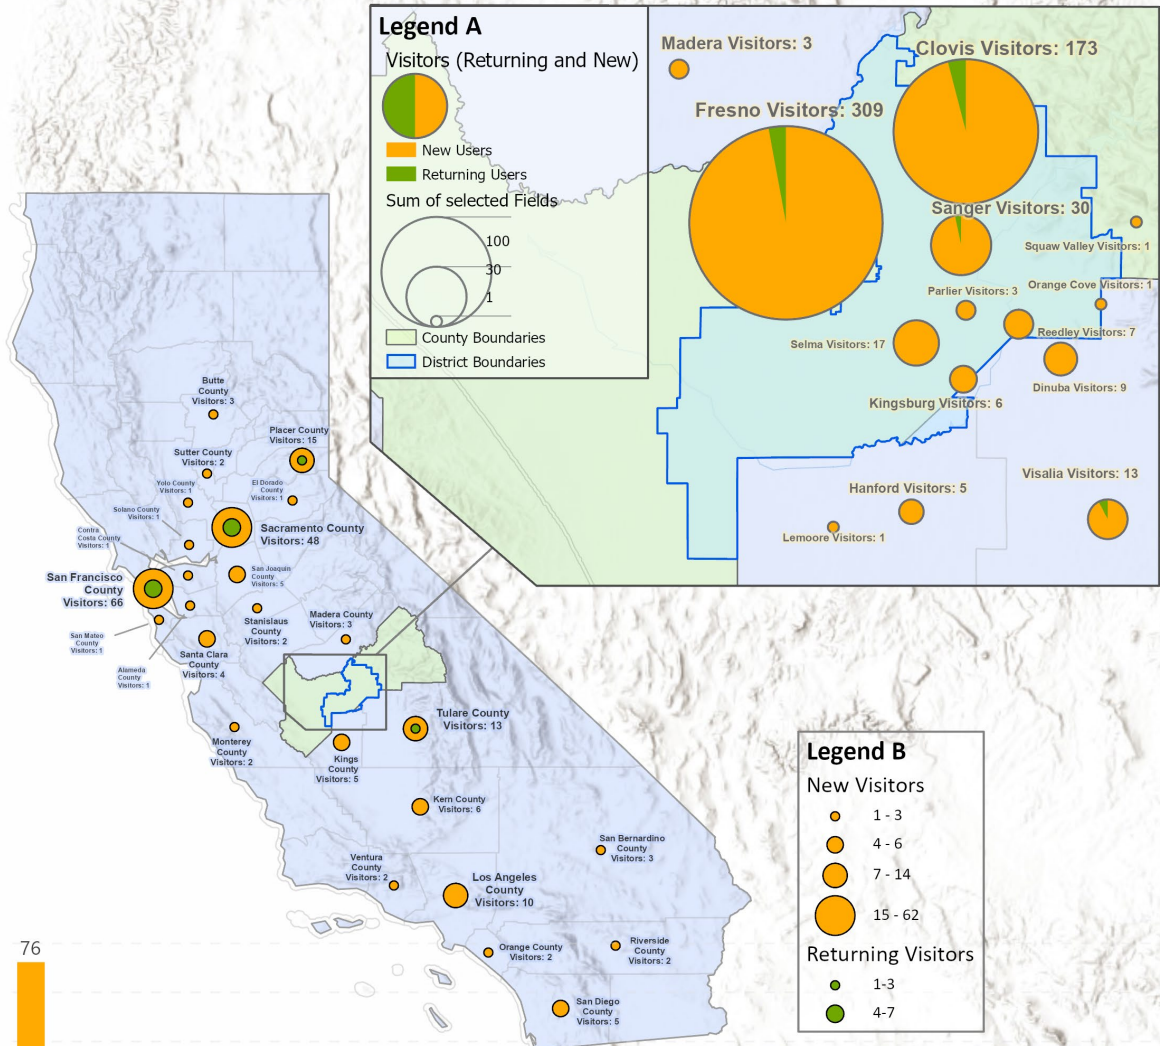 Legend A
Visitors (Returning and New)
New Users
Returning Users
Sum of selected Fields
100
30
1
County Boundaries
District Boundaries
Madera Visitors: 3
Clovis Visitors: 173
Fresno Visitors: 309
Sanger Visitors: 30
Squaw Valley Visitors: 1
Orange Cove Visitors: 1
Parlier Visitors: 3
Reedley Visitors: 7
Selma Visitors: 17
Dinuba Visitors: 9
Kingsburg Visitors: 6
Visalia Visitors: 13
Hanford Visitors: 5
Lemoore Visitors: 1
Butte
County
Visitors: 3
Placer County
Visitors: 15
Sutter County
Visitors: 2
Yolo County
Visitors: 1
El Dorado
County
Visitors: 1
Solano County
Visitors: 1
Sacramento County
Visitors: 48
Contra
Costa County
Visitors: 1
San Francisco
County
Visitors: 66
San Joaquin
County
Visitors: 5
Stanislaus
County
Visitors: 2
Madera County
Visitors: 3
San Mateo
County
Visitors: 1
Santa Clara
County
Visitors: 4
Alameda
County
Visitors: 1
Tulare County
Visitors: 13
Monterey
County
Visitors: 2
Kings
County
Visitors: 5
Kern County
Visitors: 6
San Bernardino
County
Visitors: 3
Ventura
County
Visitors: 2
Los Angeles
County
Visitors: 10
Orange County
Visitors: 2
Riverside
County
Visitors: 2
San Diego
County
Visitors: 5
76
Legend B
New Visitors
1 - 3
4 - 6
7 - 14
15 - 62
Returning Visitors
1-3
4-7